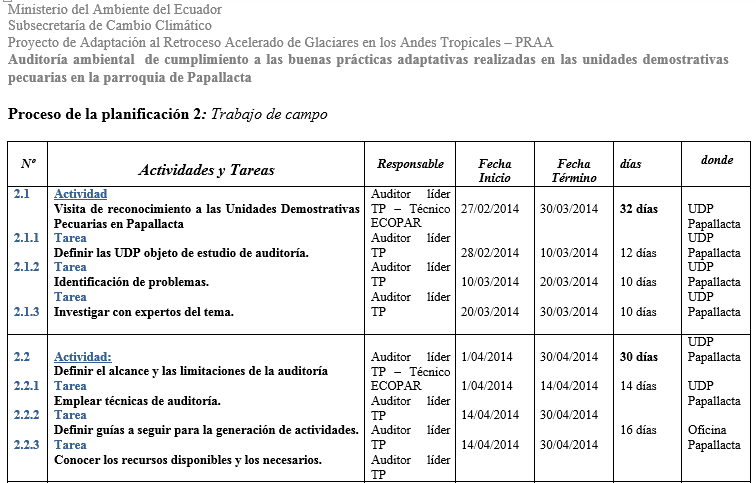 Ministerio del Ambiente del Ecuador
Subsecretaría de Cambio Climático
Proyecto de Adaptación al Retroceso Acelerado de Glaciares en los Andes Tropicales – PRAA
Auditoría ambiental de cumplimiento a las buenas prácticas adaptativas realizadas en las unidades demostrativas
pecuarias en la parroquia de Papallacta
Proceso de la planificación 2: Trabajo de campo
Nº Actividades y Tareas Responsable Fecha Inicio Fecha Término días donde
2.1 Actividad Auditor líder
Visita de reconocimiento a las Unidades Demostrativas TP – Técnico 27/02/2014 30/03/2014 32 días UDP
Pecuarias en Papallacta ECOPAR Papallacta
2.1.1 Tarea Auditor líder UDP
Definir las UDP objeto de estudio de auditoría. TP 28/02/2014 10/03/2014 12 días Papallacta
2.1.2 Tarea Auditor líder UDP
Identificación de problemas. TP 10/03/2014 20/03/2014 10 días Papallacta
Tarea Auditor líder UDP
2.1.3 Investigar con expertos del tema. TP 20/03/2014 30/03/2014 10 días Papallacta
UDP
2.2 Actividad: Auditor líder 1/04/2014 30/04/2014 30 días Papallacta
Definir el alcance y las limitaciones de la auditoría TP – Técnico
2.2.1 Tarea ECOPAR 1/04/2014 14/04/2014 14 días UDP
Emplear técnicas de auditoría. Auditor líder Papallacta
2.2.2 Tarea TP 14/04/2014 30/04/2014
Definir guías a seguir para la generación de actividades. Auditor líder 16 días Oficina
2.2.3 Tarea TP 14/04/2014 30/04/2014 Papallacta
Conocer los recursos disponibles y los necesarios. Auditor líder
TP